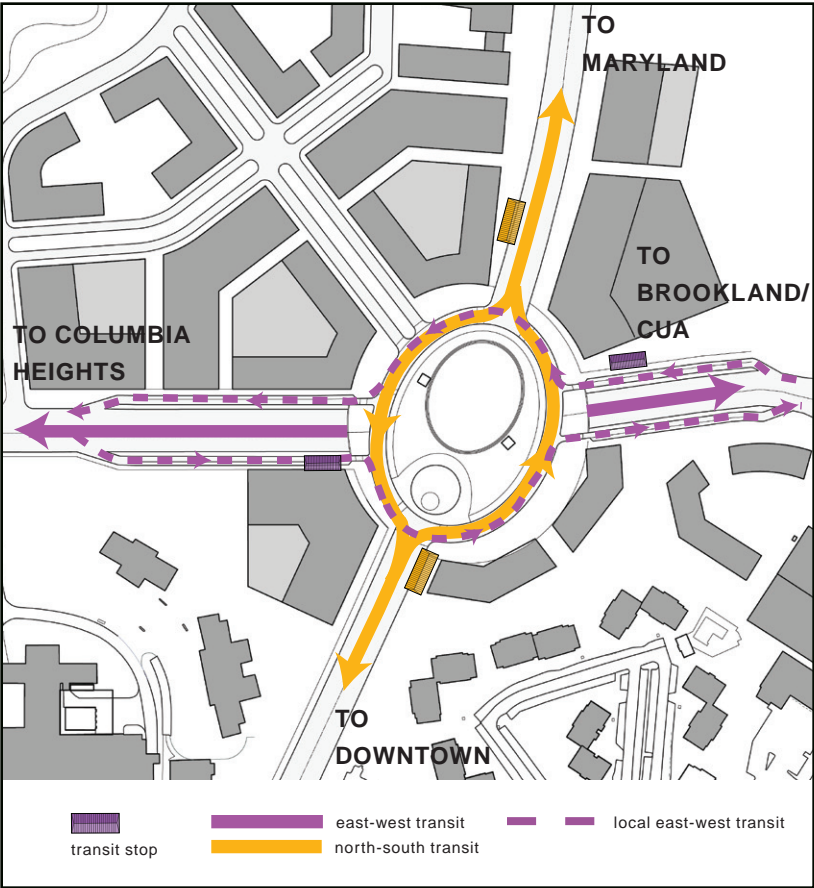 TO
MARYLAND
TO
BROOKLAND/
CUA
TO COLUMBIA
HEIGHTS
TO
DOWNTOWN
transit stop
east-west transit
north-south transit
local east-west transit